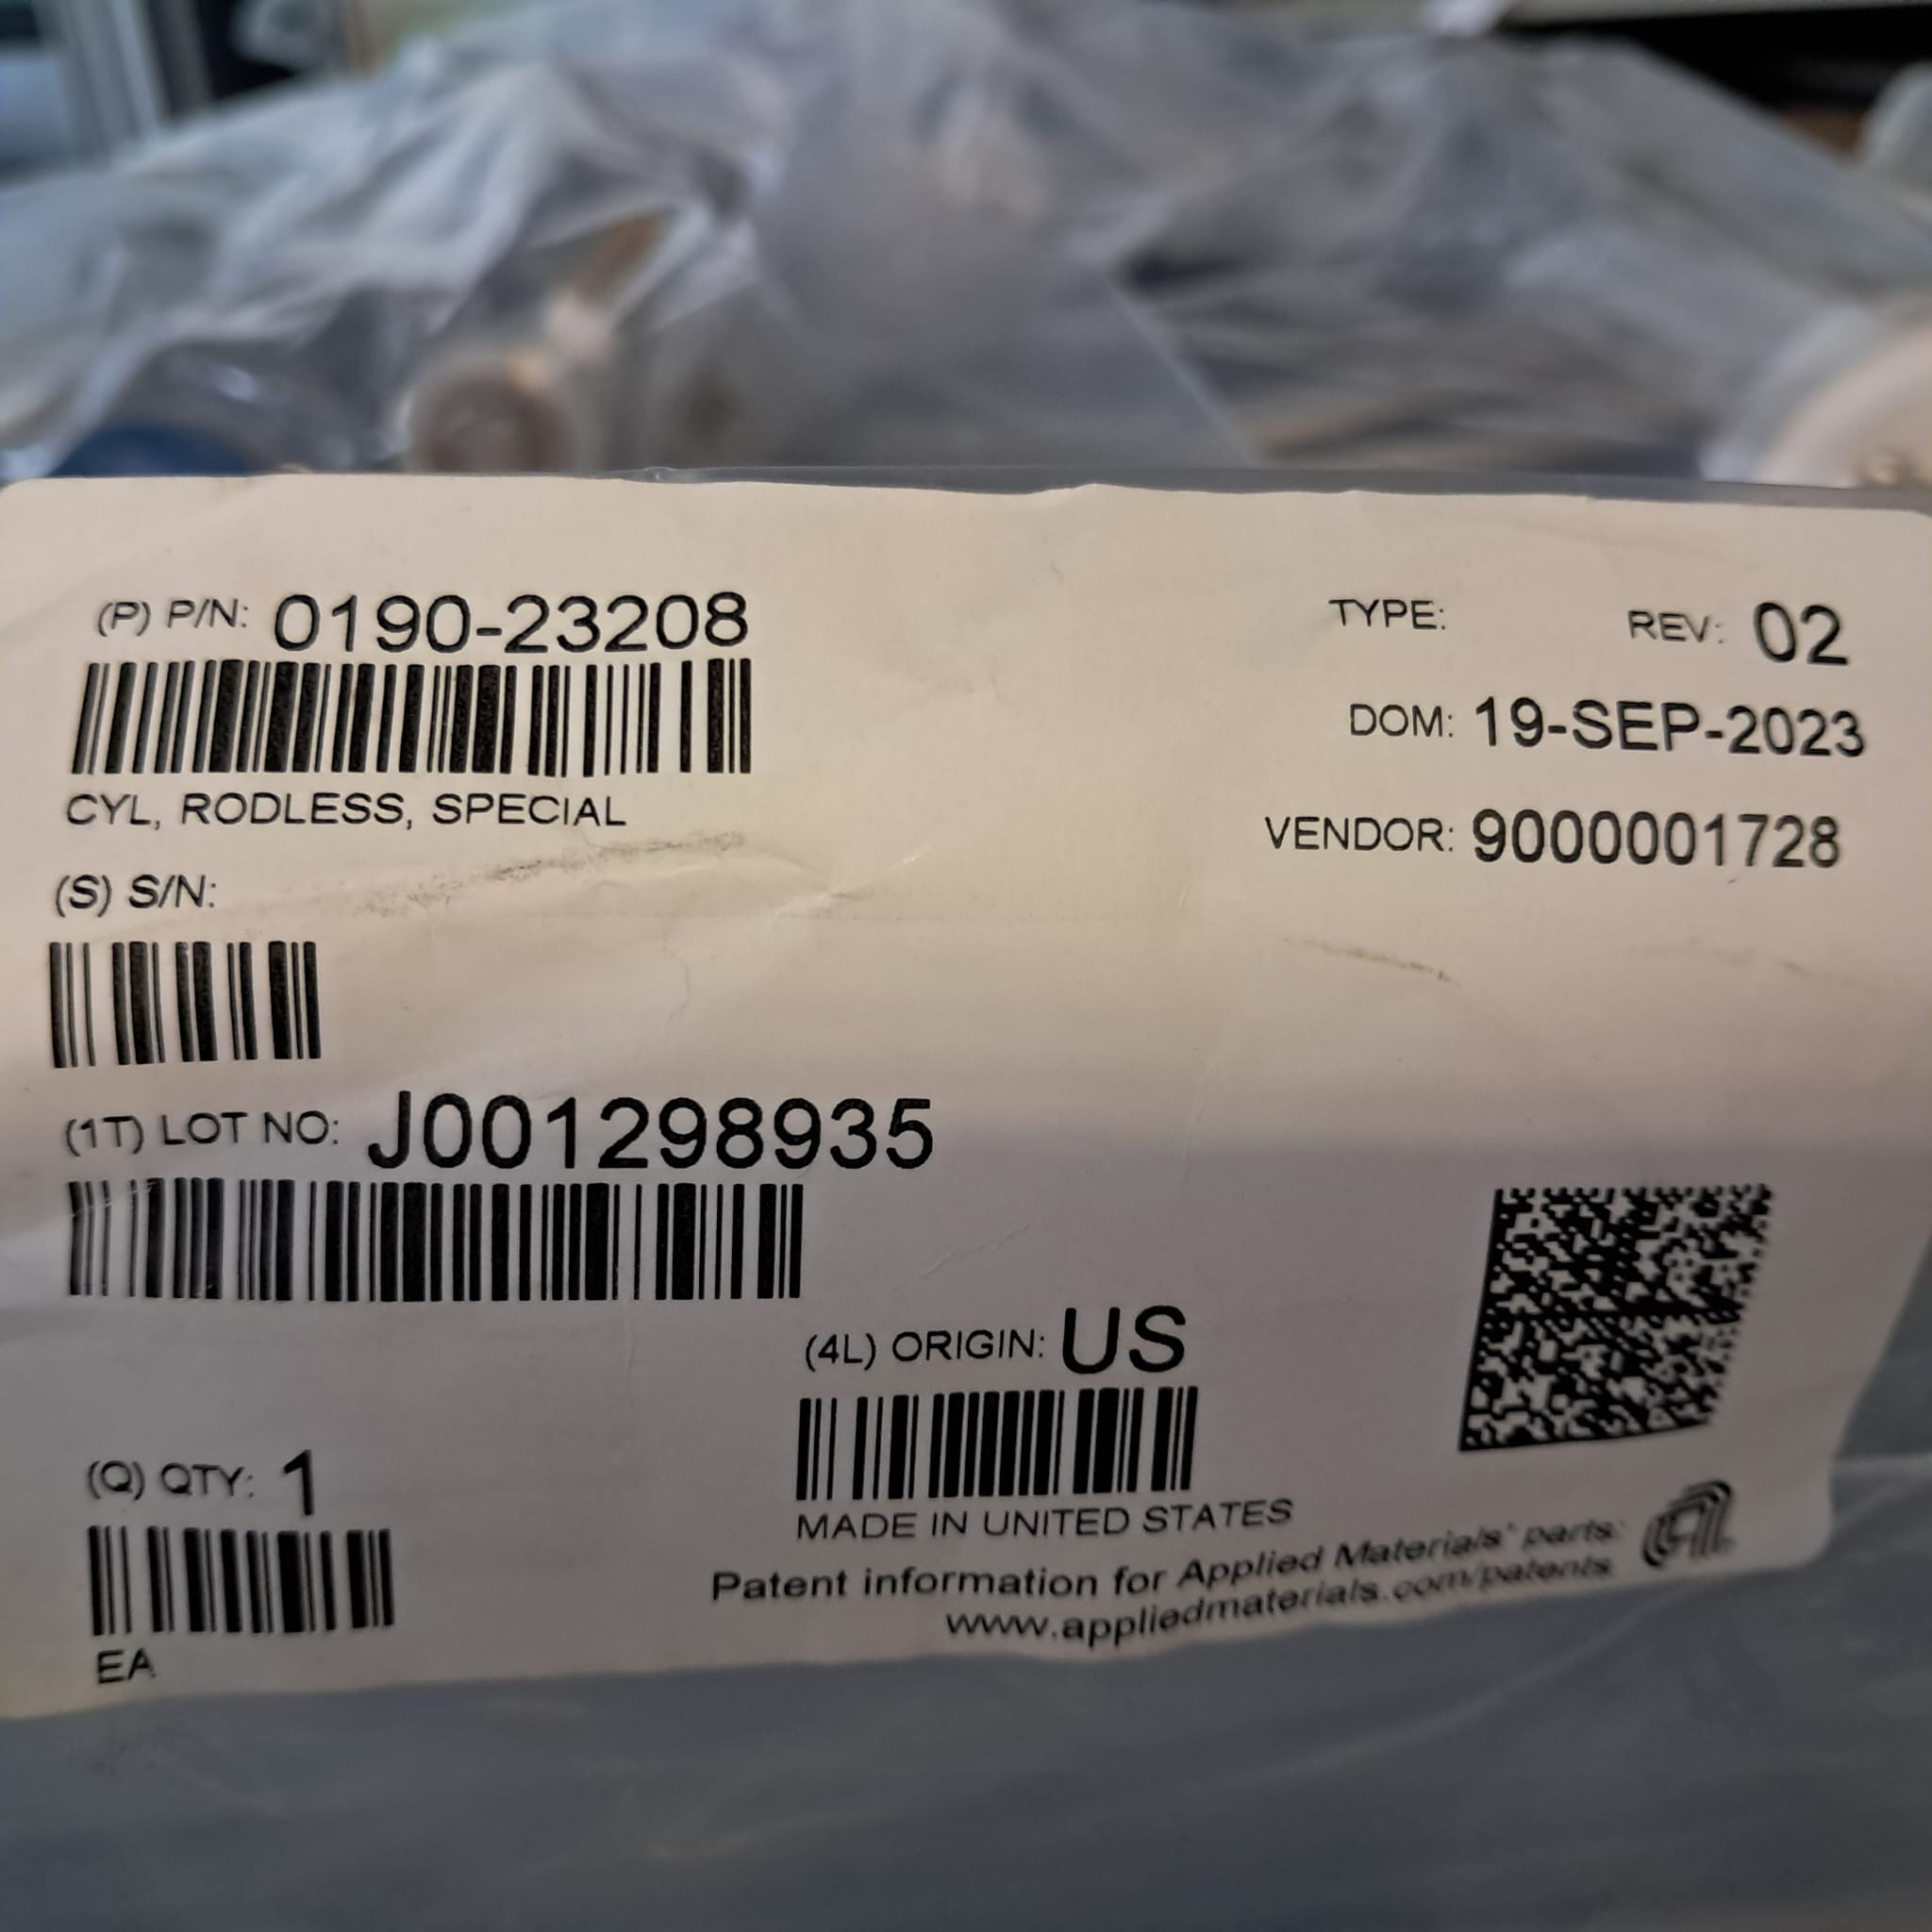 (P) P/N: 0190-23208
TYPE:
REV: 02
CYL, RODLESS, SPECIAL
DOM: 19-SEP-2023
VENDOR: 9000001728
(S) S/N:
(1T) LOT NO: J001298935
(4L) ORIGIN: US
MADE IN UNITED STATES
(Q) QTY: 1
EA
Patent information for Applied Materials' parts:
www.appliedmaterials.com/patents